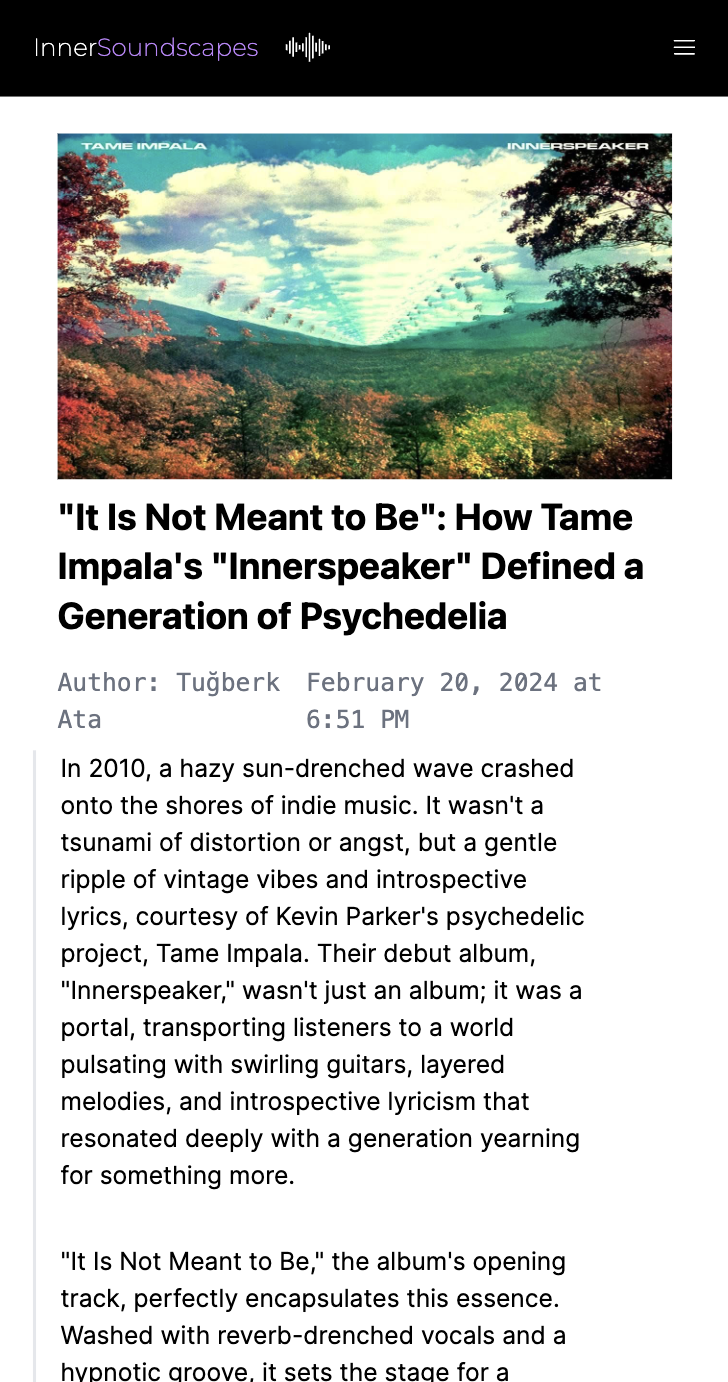 InnerSoundscapes
TAME IMPALA
INNERSPEAKER
"It Is Not Meant to Be": How Tame
Impala's "Innerspeaker" Defined a
Generation of Psychedelia
Author: Tuğberk
Ata
February 20, 2024 at
6:51 PM
In 2010, a hazy sun-drenched wave crashed
onto the shores of indie music. It wasn't a
tsunami of distortion or angst, but a gentle
ripple of vintage vibes and introspective
lyrics, courtesy of Kevin Parker's psychedelic
project, Tame Impala. Their debut album,
"Innerspeaker," wasn't just an album; it was a
portal, transporting listeners to a world
pulsating with swirling guitars, layered
melodies, and introspective lyricism that
resonated deeply with a generation yearning
for something more.
"It Is Not Meant to Be," the album's opening
track, perfectly encapsulates this essence.
Washed with reverb-drenched vocals and a
hypnotic groove, it sets the stage for a